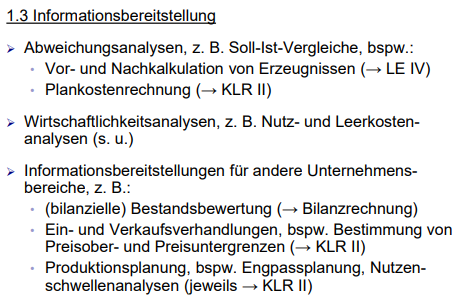 1.3 Informationsbereitstellung
➢ Abweichungsanalysen, z. B. Soll-Ist-Vergleiche, bspw.:
• Vor- und Nachkalkulation von Erzeugnissen (→ LE IV)
• Plankostenrechnung (→ KLR II)
➢ Wirtschaftlichkeitsanalysen, z. B. Nutz- und Leerkosten-
analysen (s. u.)
➢ Informationsbereitstellungen für andere Unternehmens-
bereiche, z. B.:
• (bilanzielle) Bestandsbewertung (→ Bilanzrechnung)
• Ein- und Verkaufsverhandlungen, bspw. Bestimmung von
Preisober- und Preisuntergrenzen (→ KLR II)
• Produktionsplanung, bspw. Engpassplanung, Nutzen-
schwellenanalysen (jeweils → KLR II)